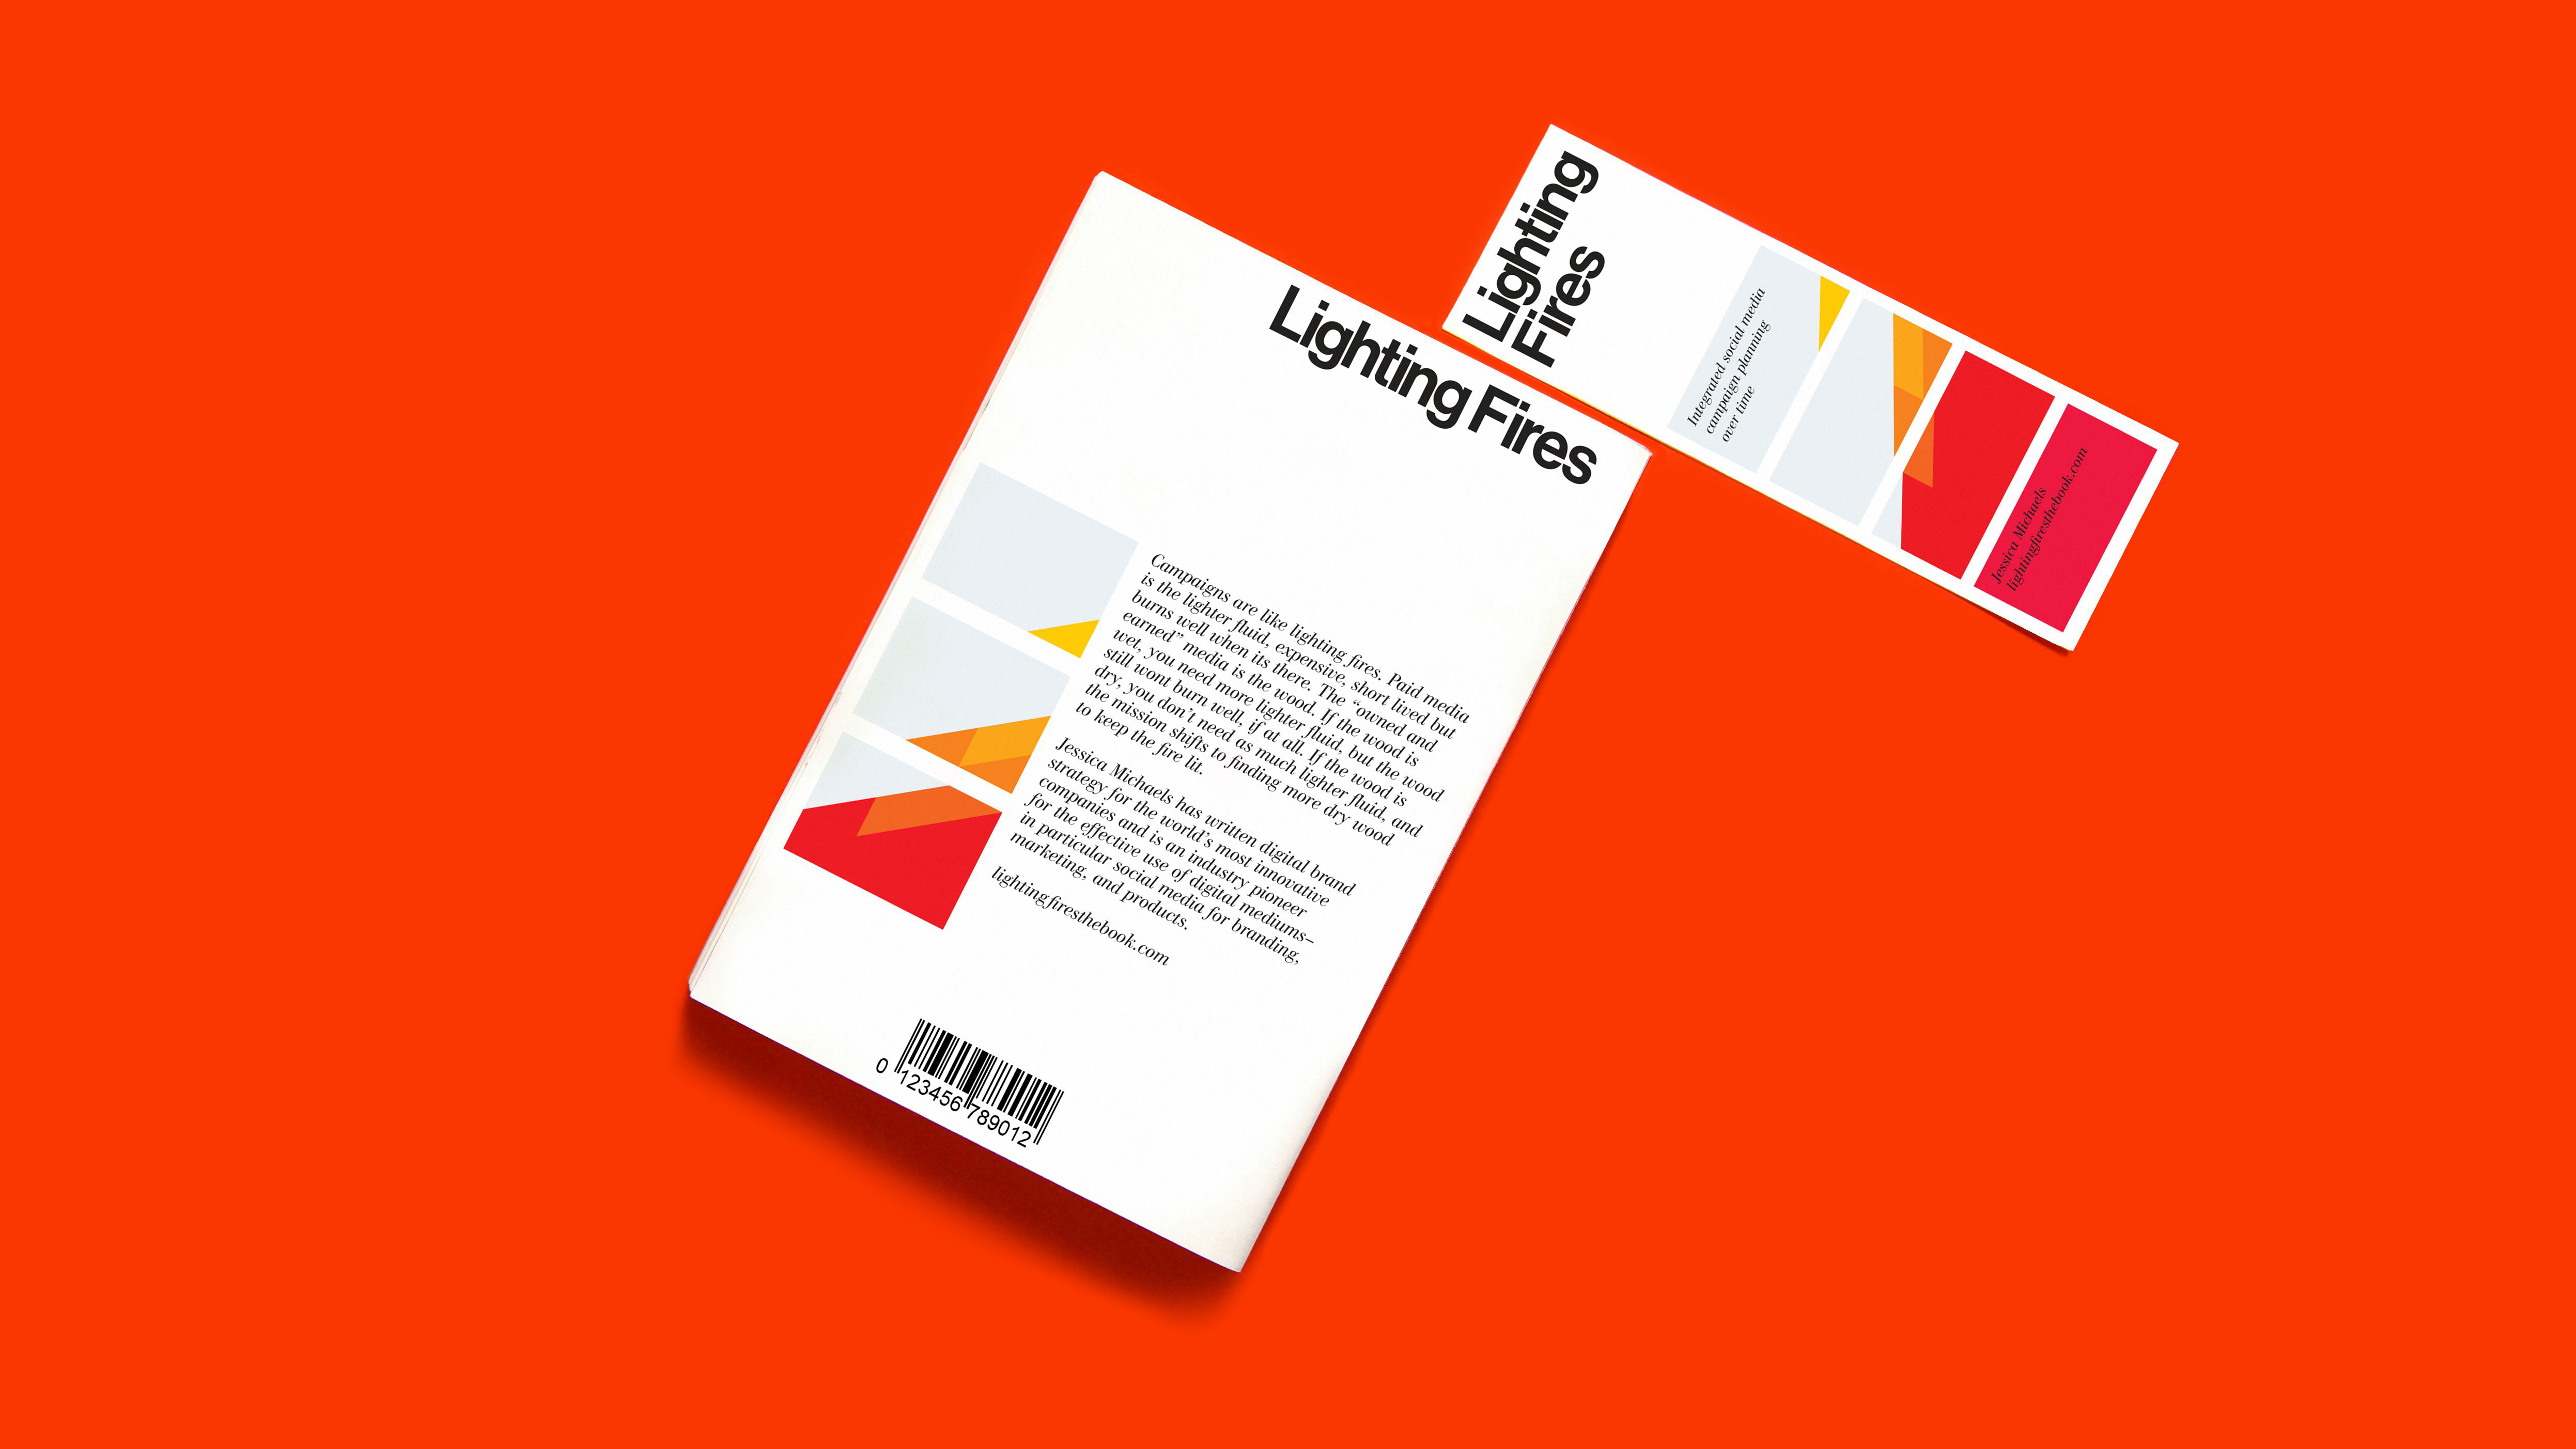 Lighting Fires
Campaigns are like lighting fires. Paid media
is the lighter fluid, expensive, short lived but
burns well when its there. The “owned and
earned” media is the wood. If the wood is
wet, you need more lighter fluid, but the wood
still wont burn well, if at all. If the wood is
dry, you don’t need as much lighter fluid, and
the mission shifts to finding more dry wood
to keep the fire lit.
Jessica Michaels has written digital brand
strategy for the world’s most innovative
companies and is an industry pioneer
for the effective use of digital mediums–
in particular social media for branding,
marketing, and products.
lightingfiresthebook.com
0 123456 789012
Lighting
Fires
Integrated social media
campaign planning
over time
Jessica Michaels
lightingfiresthebook.com